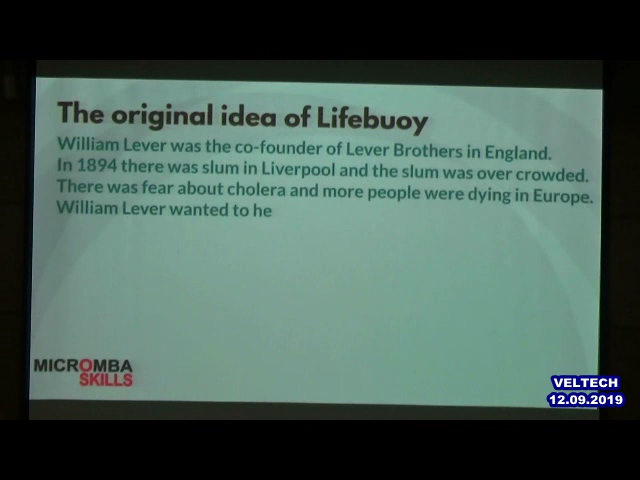 The original idea of Lifebuoy
William Lever was the co-founder of Lever Brothers in England.
In 1894 there was slum in Liverpool and the slum was over crowded.
There was fear about cholera and more people were dying in Europe.
William Lever wanted to he
MICROMBA
SKILLS
VELTECH
12.09.2019